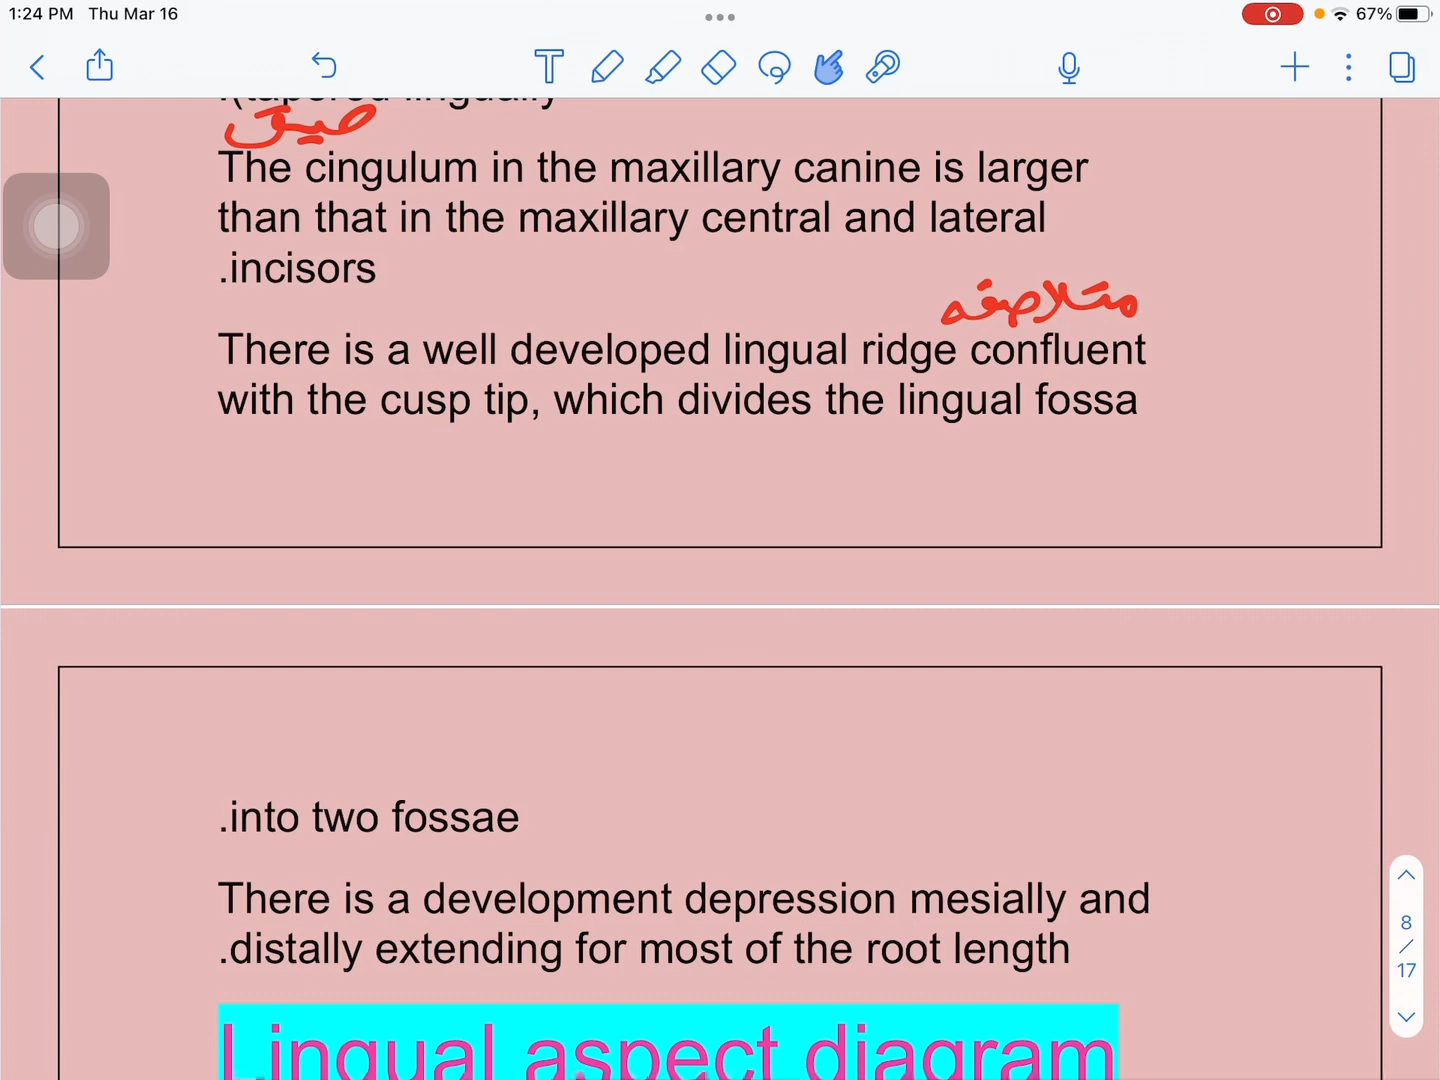 1:24 PM Thu Mar 16
67%
.(tapered lingually
ضيق
The cingulum in the maxillary canine is larger
than that in the maxillary central and lateral
.incisors
متلاصقه
There is a well developed lingual ridge confluent
with the cusp tip, which divides the lingual fossa
.into two fossae
There is a development depression mesially and
.distally extending for most of the root length
Lingual aspect diagram
8
/
17